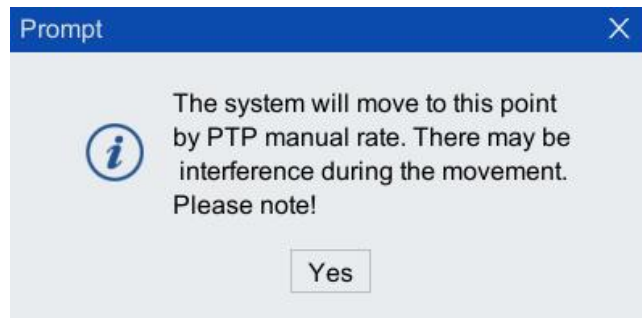 Prompt
The system will move to this point
by PTP manual rate. There may be
interference during the movement.
Please note!
Yes